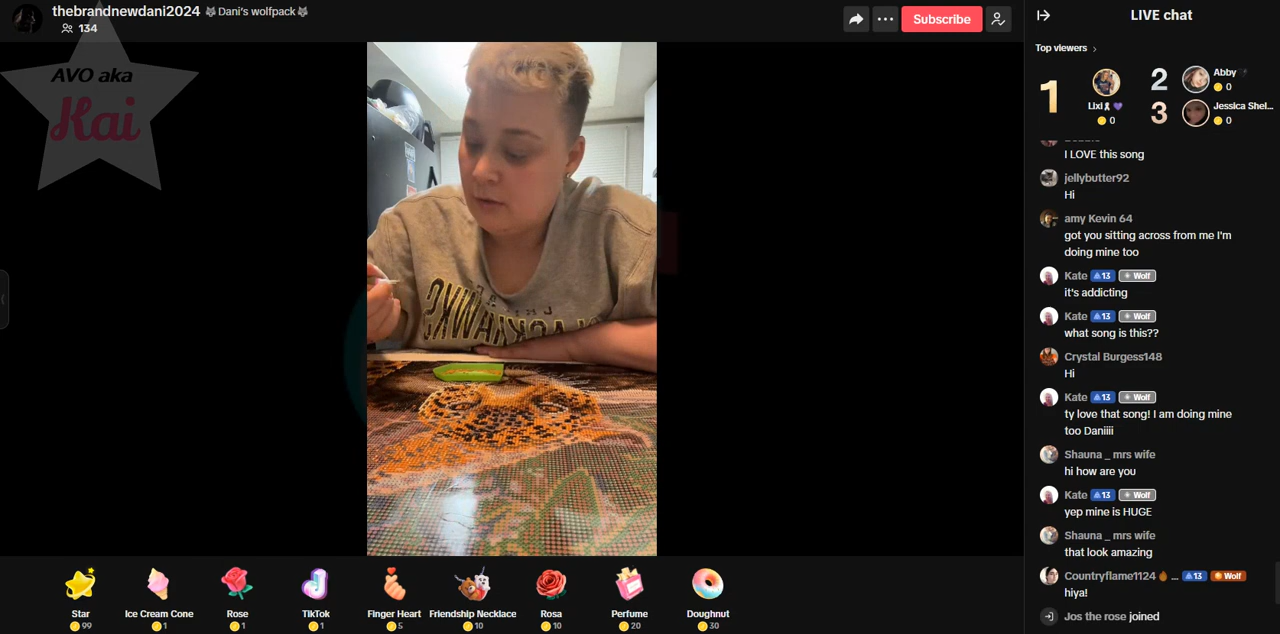 thebrandnewdani2024 🐺Dani's wolfpack🐺
134
Subscribe
AVO aka
Kai
LIVE chat
Top viewers
1
Lixi
0
2
Abby
0
3
Jessica Shel...
0
I LOVE this song
jellybutter92
Hi
amy Kevin 64
got you sitting across from me I'm
doing mine too
Kate 13 Wolf
it's addicting
Kate 13 Wolf
what song is this??
Crystal Burgess148
Hi
Kate 13 Wolf
ty love that song! I am doing mine
too Daniiii
Shauna _ mrs wife
hi how are you
Kate 13 Wolf
yep mine is HUGE
Shauna _ mrs wife
that look amazing
Countryflame1124 ... 13 Wolf
hiya!
Jos the rose joined
Star
99
Ice Cream Cone
1
Rose
1
TikTok
1
Finger Heart
5
Friendship Necklace
10
Rosa
10
Perfume
20
Doughnut
30